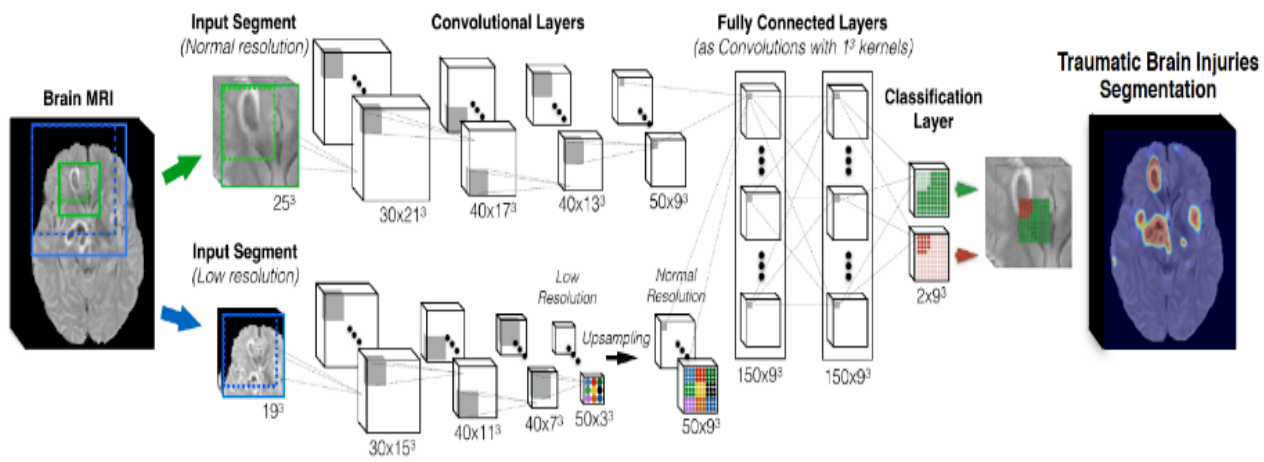 Input Segment
(Normal resolution)
Convolutional Layers
Fully Connected Layers
(as Convolutions with 1³ kernels)
Traumatic Brain Injuries
Segmentation
Brain MRI
Classification
Layer
25³
30x21³
40x17³
40x13³
50x9³
Input Segment
(Low resolution)
Low
Resolution
Normal
Resolution
Upsampling
2x9³
19³
30x15³
40x11³
40x7³
50x3³
50x9³
150x9³
150x9³